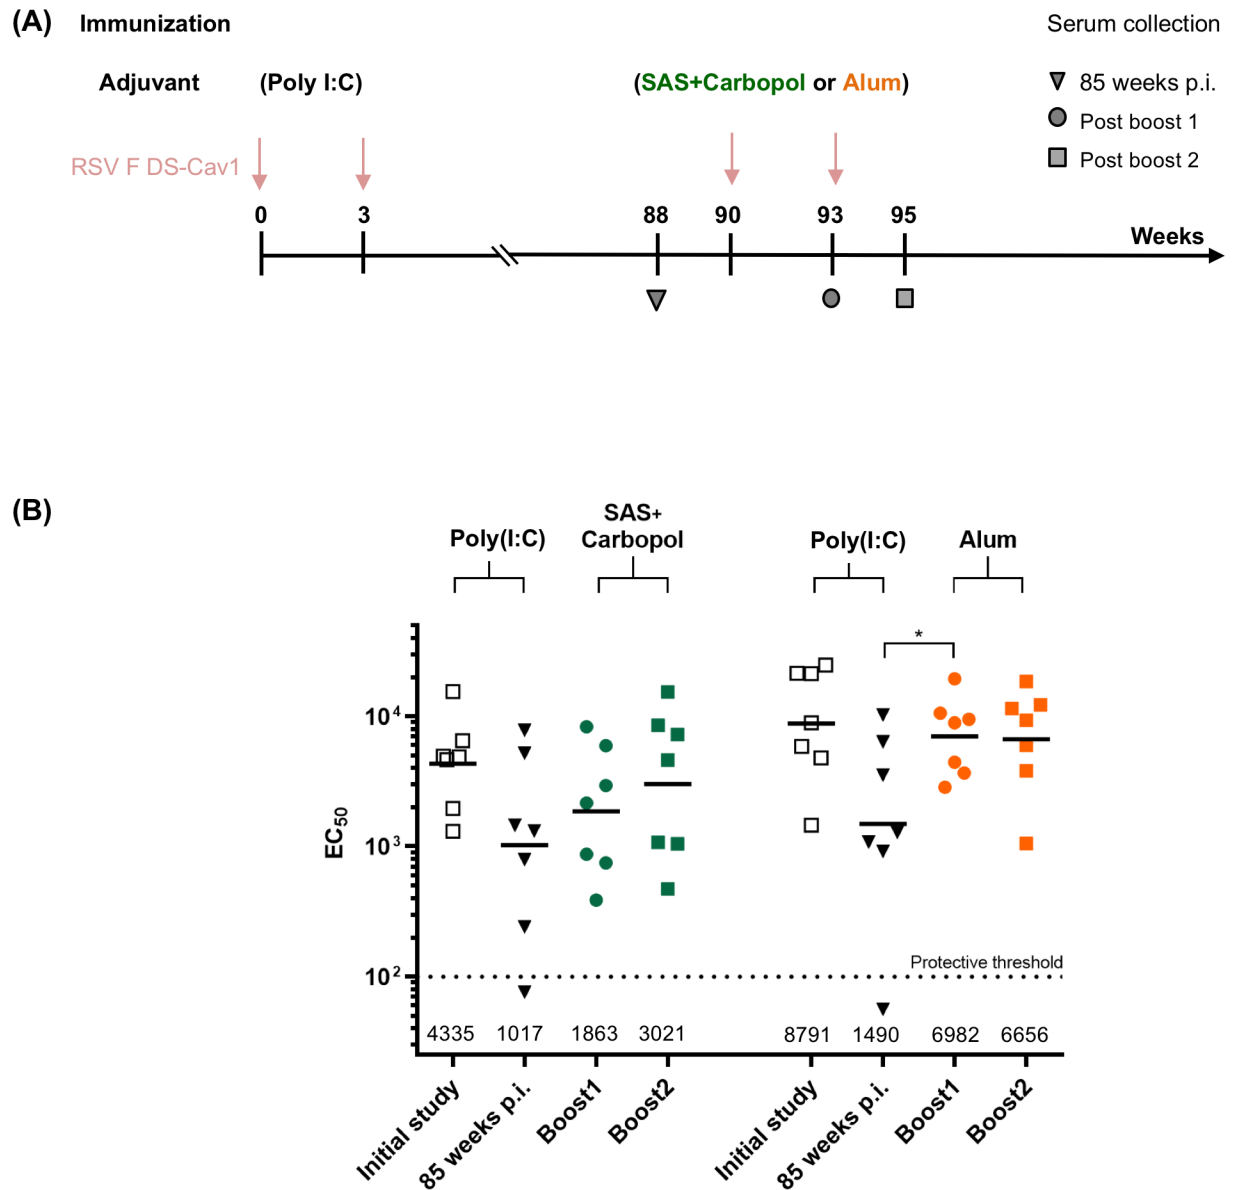 (A) Immunization
Serum collection
Adjuvant (Poly I:C) (SAS+Carbopol or Alum)
85 weeks p.i.
Post boost 1
Post boost 2
RSV F DS-Cav1
0 3 88 90 93 95
Weeks
(B)
Poly(I:C)
SAS+
Carbopol
Poly(I:C)
Alum
*
EC50
10^4
10^3
10^2
Protective threshold
4335 1017 1863 3021 8791 1490 6982 6656
Initial study
85 weeks p.i.
Boost1
Boost2
Initial study
85 weeks p.i.
Boost1
Boost2